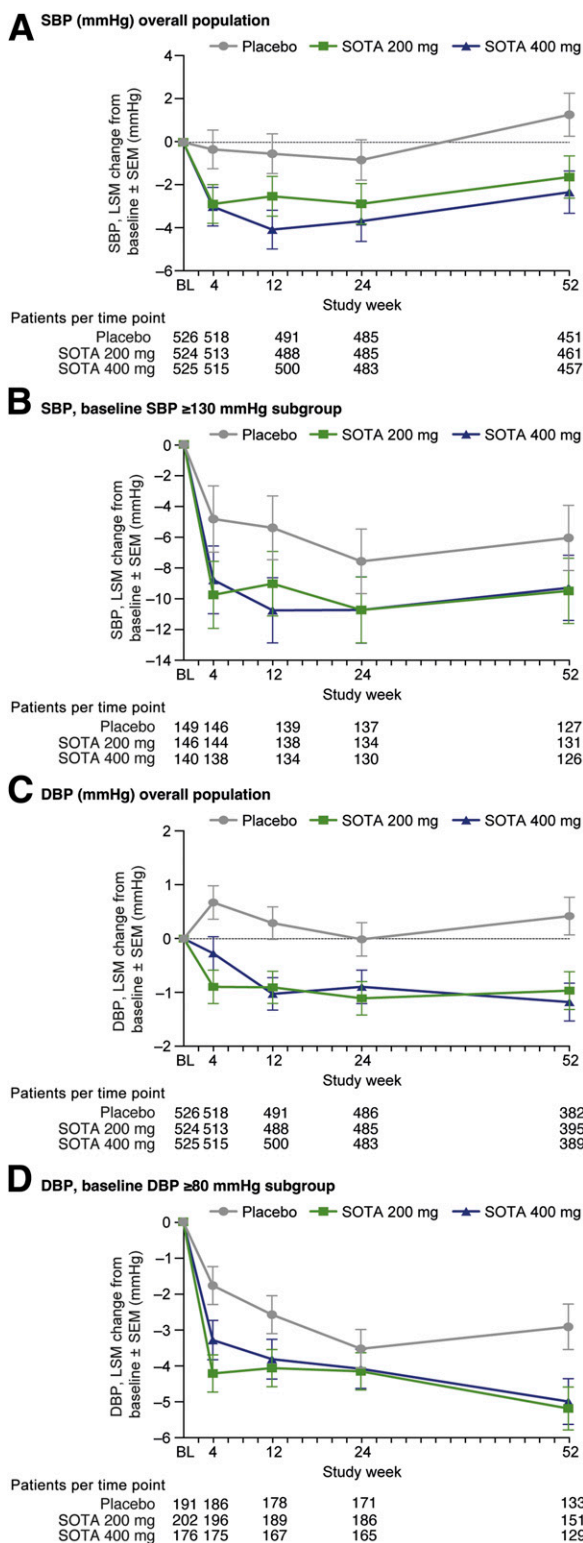 A SBP (mmHg) overall population
Placebo SOTA 200 mg SOTA 400 mg
SBP, LSM change from
baseline ± SEM (mmHg)
4
2
0
–2
–4
–6
BL 4 12 24 52
Study week
Patients per time point
Placebo 526 518 491 485 451
SOTA 200 mg 524 513 488 485 461
SOTA 400 mg 525 515 500 483 457
B SBP, baseline SBP ≥130 mmHg subgroup
Placebo SOTA 200 mg SOTA 400 mg
SBP, LSM change from
baseline ± SEM (mmHg)
0
–2
–4
–6
–8
–10
–12
–14
BL 4 12 24 52
Study week
Patients per time point
Placebo 149 146 139 137 127
SOTA 200 mg 146 144 138 134 131
SOTA 400 mg 140 138 134 130 126
C DBP (mmHg) overall population
Placebo SOTA 200 mg SOTA 400 mg
DBP, LSM change from
baseline ± SEM (mmHg)
2
1
0
–1
–2
BL 4 12 24 52
Study week
Patients per time point
Placebo 526 518 491 486 382
SOTA 200 mg 524 513 488 485 395
SOTA 400 mg 525 515 500 483 389
D DBP, baseline DBP ≥80 mmHg subgroup
Placebo SOTA 200 mg SOTA 400 mg
DBP, LSM change from
baseline ± SEM (mmHg)
0
–1
–2
–3
–4
–5
–6
BL 4 12 24 52
Study week
Patients per time point
Placebo 191 186 178 171 133
SOTA 200 mg 202 196 189 186 151
SOTA 400 mg 176 175 167 165 129